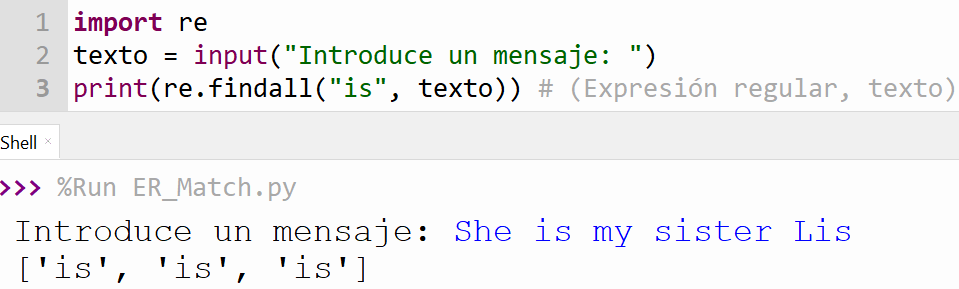 1 import re
2 texto = input("Introduce un mensaje: ")
3 print(re.findall("is", texto)) # (Expresión regular, texto)
Shell ×
>>> %Run ER_Match.py
Introduce un mensaje: She is my sister Lis
['is', 'is', 'is']